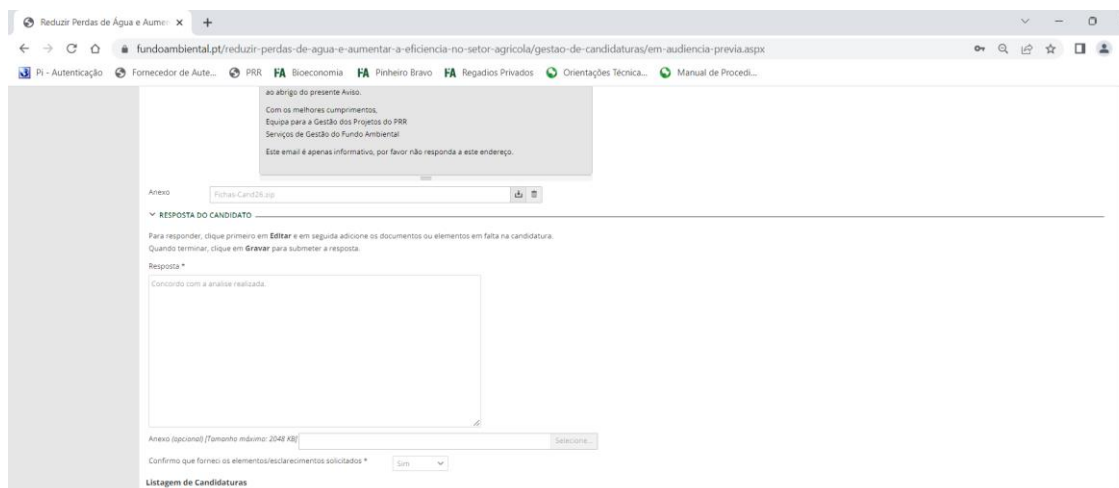 Reduzir Perdas de Água e Aumen
fundoambiental.pt/reduzir-perdas-de-agua-e-aumentar-a-eficiencia-no-setor-agricola/gestao-de-candidaturas/em-audiencia-previa.aspx
Pi - Autenticação Fornecedor de Aute... PRR FA Bioeconomia FA Pinheiro Bravo FA Regadios Privados Orientações Técnica... Manual de Procedi...
ao abrigo do presente Aviso.
Com os melhores cumprimentos,
Equipa para a Gestão dos Projetos do PRR
Serviços de Gestão do Fundo Ambiental
Este email é apenas informativo, por favor não responda a este endereço.
Anexo Fichas-Cand26.zip
RESPOSTA DO CANDIDATO
Para responder, clique primeiro em Editar e em seguida adicione os documentos ou elementos em falta na candidatura.
Quando terminar, clique em Gravar para submeter a resposta.
Resposta *
Concordo com a analise realizada.
Anexo (opcional) [Tamanho máximo: 2048 KB] Selecione...
Confirmo que forneci os elementos/esclarecimentos solicitados * Sim
Listagem de Candidaturas